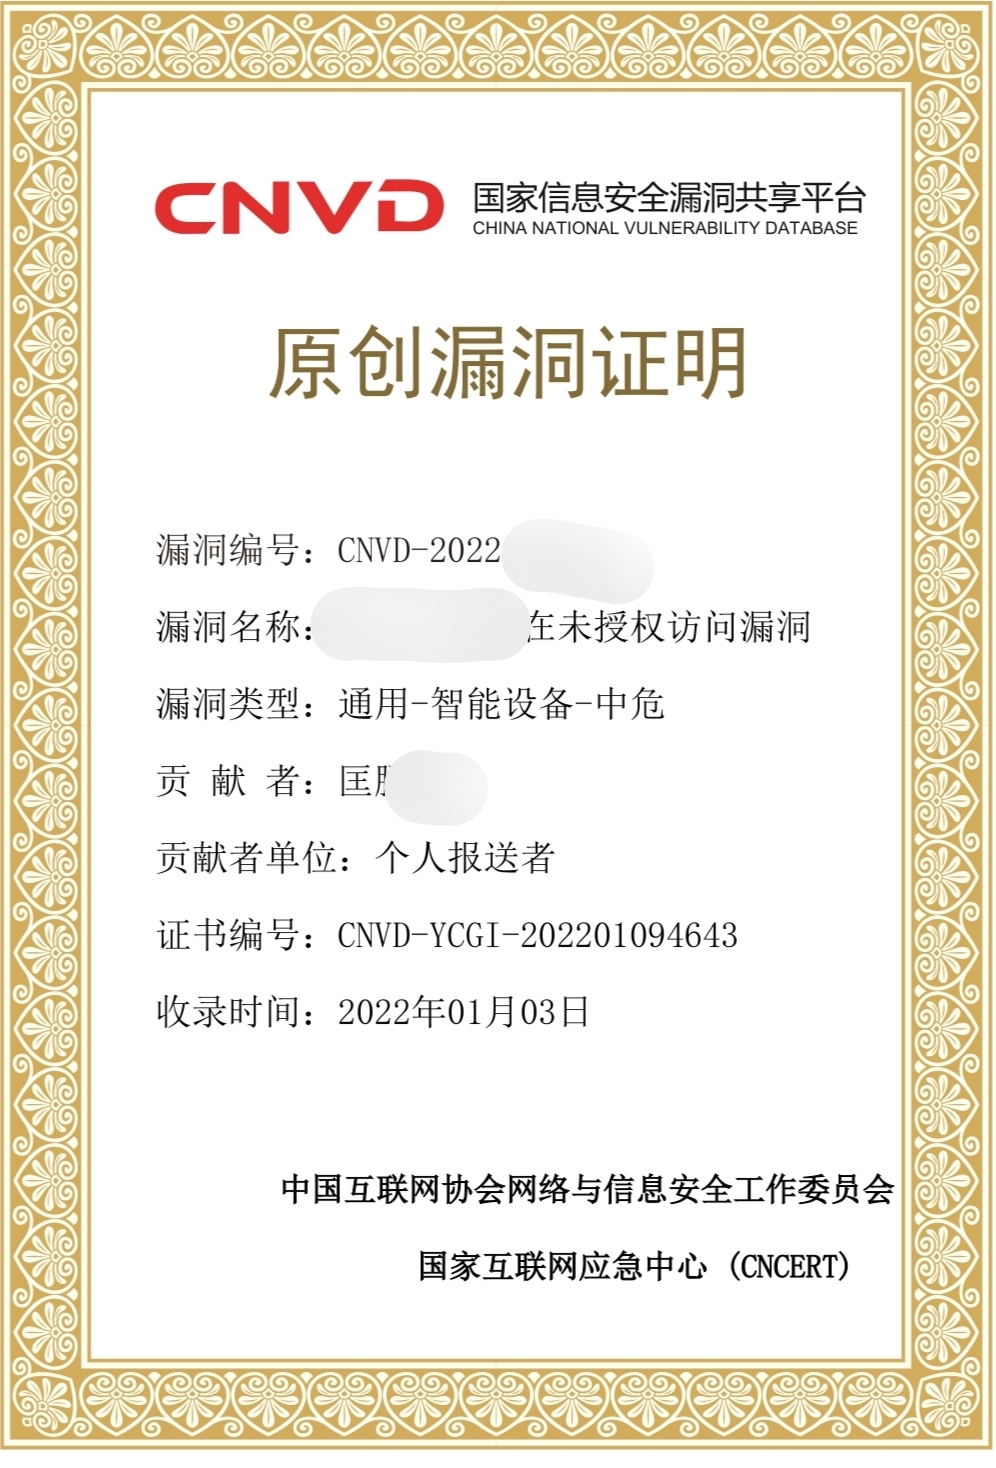 CNVD 国家信息安全漏洞共享平台
CHINA NATIONAL VULNERABILITY DATABASE
原创漏洞证明
漏洞编号：CNVD-2022
漏洞名称：在未授权访问漏洞
漏洞类型：通用-智能设备-中危
贡 献 者：匡
贡献者单位：个人报送者
证书编号：CNVD-YCGI-202201094643
收录时间：2022年01月03日
中国互联网协会网络与信息安全工作委员会
国家互联网应急中心（CNCERT）